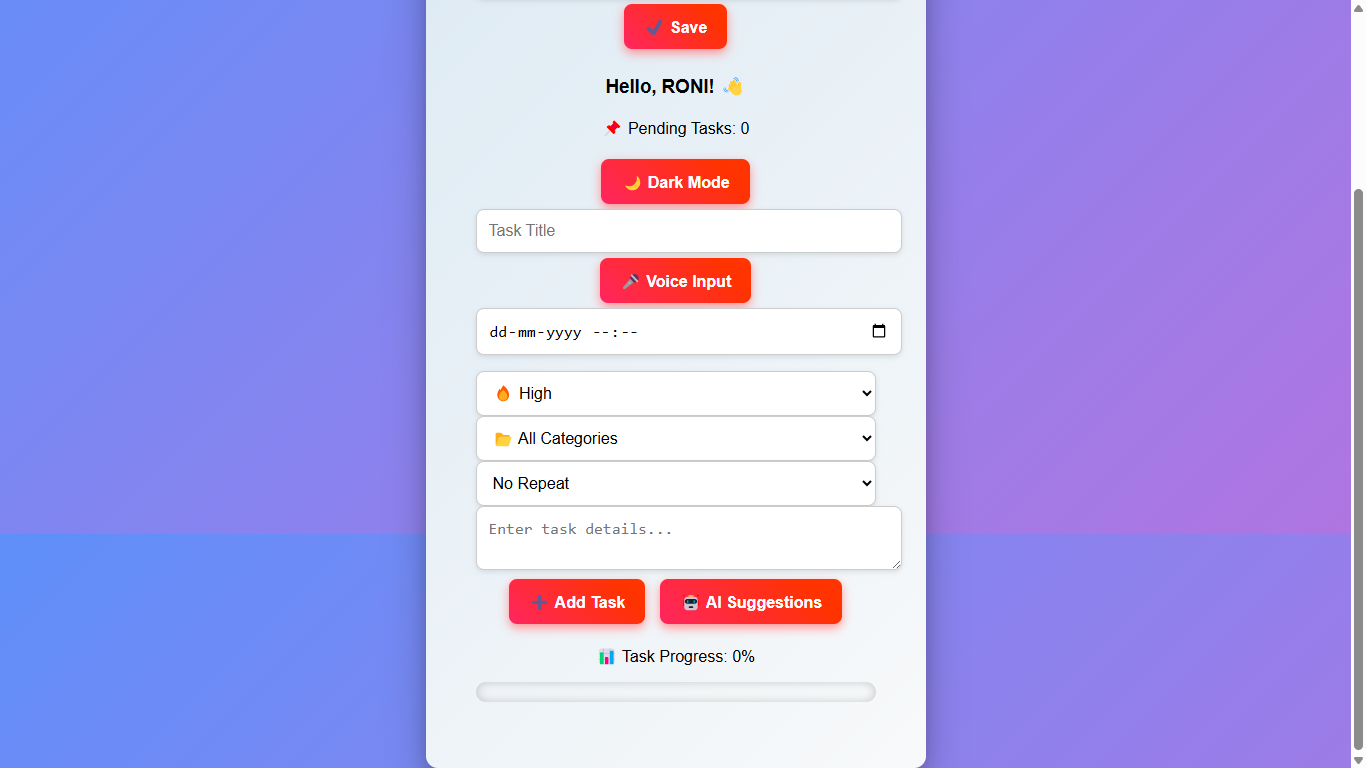 ✔ Save
Hello, RONI! 👋
📌 Pending Tasks: 0
🌙 Dark Mode
Task Title
🎤 Voice Input
dd-mm-yyyy --:--
🔥 High
📂 All Categories
No Repeat
Enter task details...
➕ Add Task
🤖 AI Suggestions
📊 Task Progress: 0%